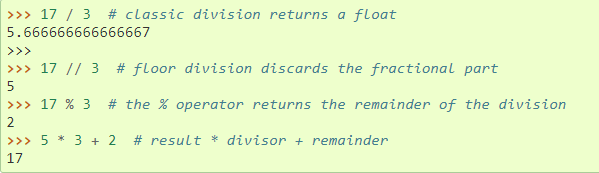 >>> 17 / 3  # classic division returns a float
5.666666666666667
>>>
>>> 17 // 3  # floor division discards the fractional part
5
>>> 17 % 3  # the % operator returns the remainder of the division
2
>>> 5 * 3 + 2  # result * divisor + remainder
17